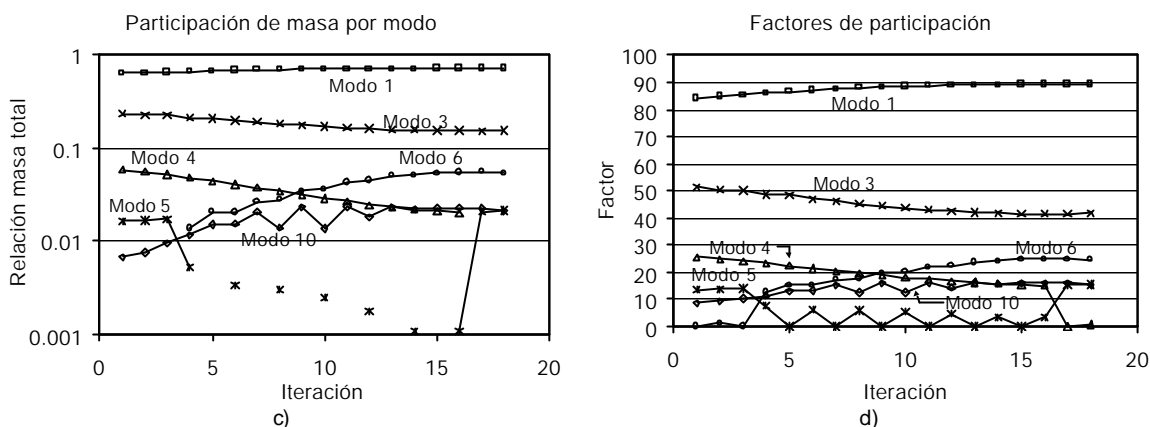 Participación de masa por modo
Relación masa total
1
0.1
0.01
0.001
Modo 1
Modo 3
Modo 4
Modo 6
Modo 5
Modo 10
0
5
10
15
20
Iteración
c)
Factores de participación
Factor
100
90
80
70
60
50
40
30
20
10
0
Modo 1
Modo 3
Modo 4
Modo 6
Modo 5
Modo 10
0
5
10
15
20
Iteración
d)